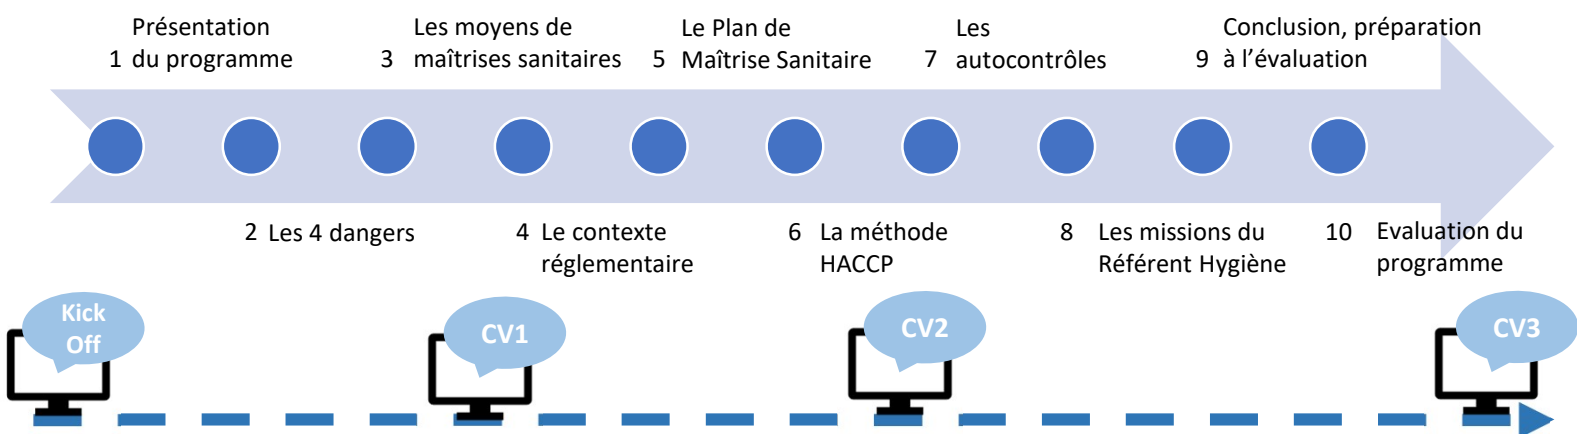 Présentation
1 du programme
Les moyens de
3 maîtrises sanitaires
Le Plan de
5 Maîtrise Sanitaire
Les
7 autocontrôles
Conclusion, préparation
9 à l’évaluation
2 Les 4 dangers
4 Le contexte
réglementaire
6 La méthode
HACCP
8 Les missions du
Référent Hygiène
10 Evaluation du
programme
Kick
Off
CV1
CV2
CV3